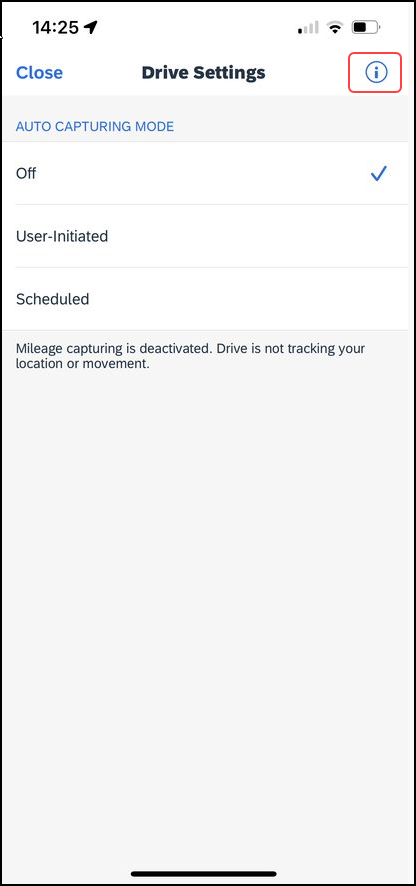 14:25
Close
Drive Settings
AUTO CAPTURING MODE
Off
User-Initiated
Scheduled
Mileage capturing is deactivated. Drive is not tracking your
location or movement.